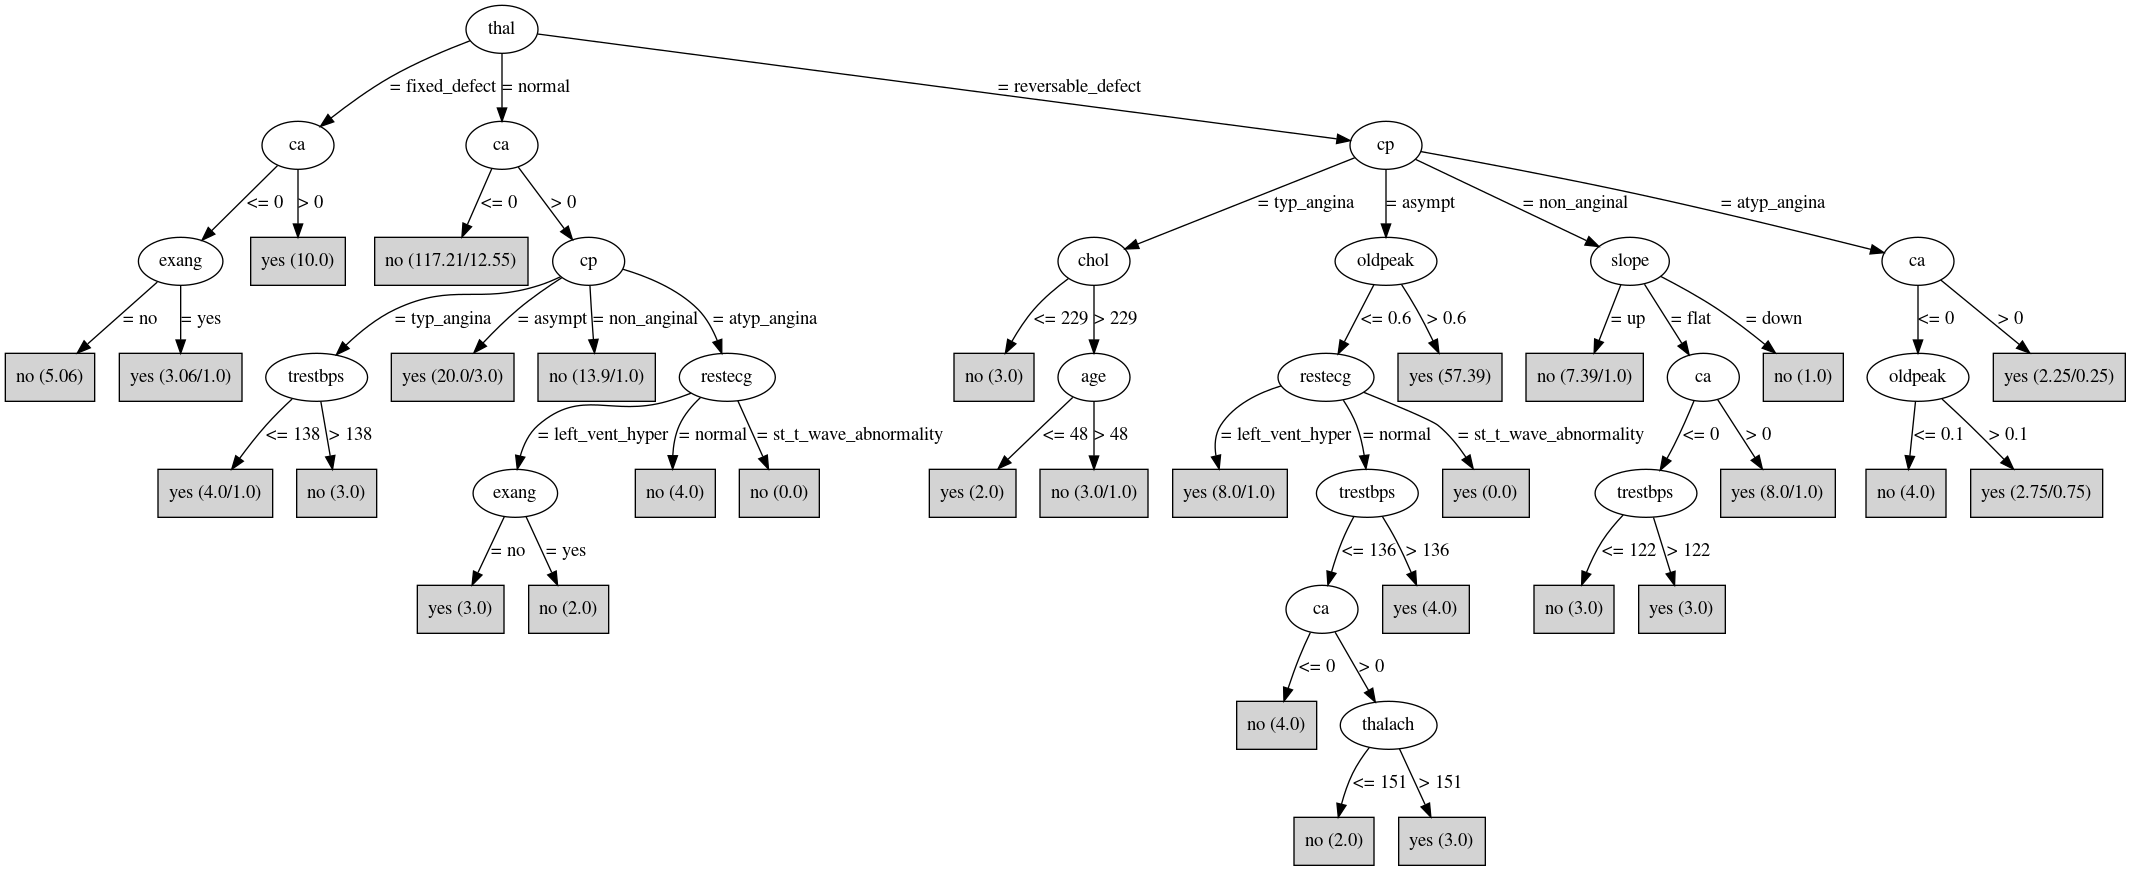 thal
= fixed_defect
= normal
= reversable_defect
ca
ca
cp
<= 0
> 0
<= 0
> 0
= typ_angina
= asympt
= non_anginal
= atyp_angina
exang
yes (10.0)
no (117.21/12.55)
cp
chol
oldpeak
slope
ca
= no
= yes
= typ_angina
= asympt
= non_anginal
= atyp_angina
<= 229
> 229
<= 0.6
> 0.6
= up
= flat
= down
<= 0
> 0
no (5.06)
yes (3.06/1.0)
trestbps
yes (20.0/3.0)
no (13.9/1.0)
restecg
no (3.0)
age
restecg
yes (57.39)
no (7.39/1.0)
ca
no (1.0)
oldpeak
yes (2.25/0.25)
<= 138
> 138
= left_vent_hyper
= normal
= st_t_wave_abnormality
<= 48
> 48
= left_vent_hyper
= normal
= st_t_wave_abnormality
<= 0
> 0
<= 0.1
> 0.1
yes (4.0/1.0)
no (3.0)
exang
no (4.0)
no (0.0)
yes (2.0)
no (3.0/1.0)
yes (8.0/1.0)
trestbps
yes (0.0)
trestbps
yes (8.0/1.0)
no (4.0)
yes (2.75/0.75)
= no
= yes
<= 136
> 136
<= 122
> 122
yes (3.0)
no (2.0)
ca
yes (4.0)
no (3.0)
yes (3.0)
<= 0
> 0
no (4.0)
thalach
<= 151
> 151
no (2.0)
yes (3.0)